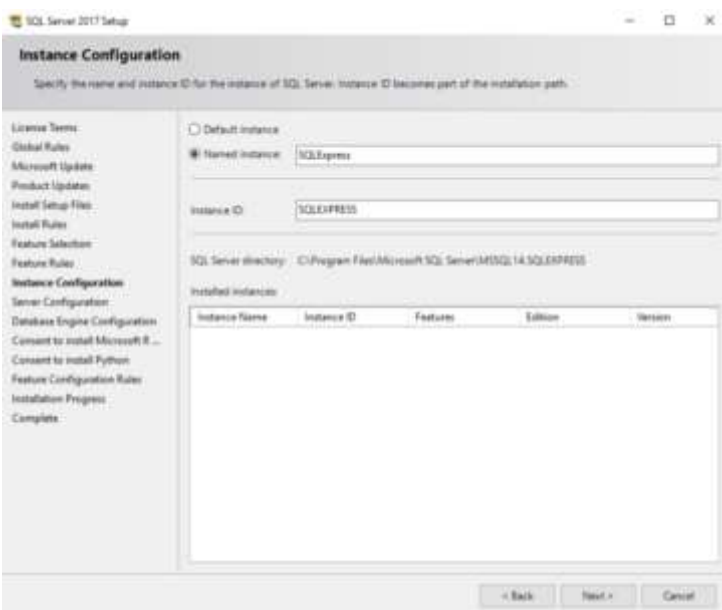 SQL Server 2017 Setup
Instance Configuration
Specify the name and instance ID for the instance of SQL Server. Instance ID becomes part of the installation path.
License Terms
Global Rules
Microsoft Update
Product Updates
Install Setup Files
Install Rules
Feature Selection
Feature Rules
Instance Configuration
Server Configuration
Database Engine Configuration
Consent to install Microsoft R ...
Consent to install Python
Feature Configuration Rules
Installation Progress
Complete
Default instance
Named instance: SQLExpress
Instance ID: SQLEXPRESS
SQL Server directory: C:\Program Files\Microsoft SQL Server\MSSQL14.SQLEXPRESS
Installed instances:
Instance Name Instance ID Features Edition Version
< Back Next > Cancel